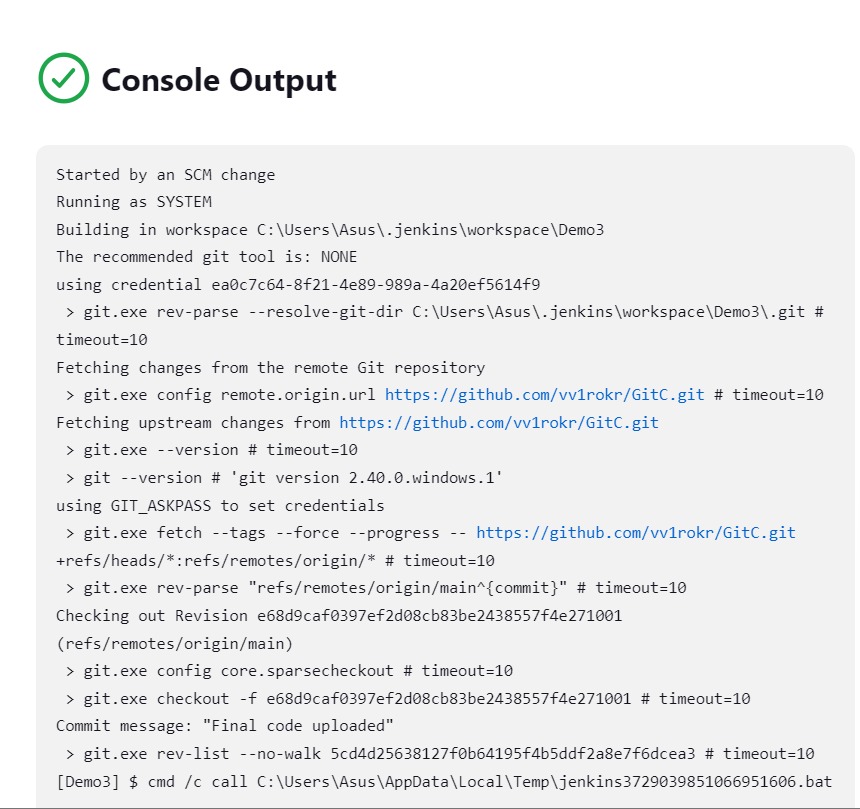 Console Output
Started by an SCM change
Running as SYSTEM
Building in workspace C:\Users\Asus\.jenkins\workspace\Demo3
The recommended git tool is: NONE
using credential ea0c7c64-8f21-4e89-989a-4a20ef5614f9
 > git.exe rev-parse --resolve-git-dir C:\Users\Asus\.jenkins\workspace\Demo3\.git #
timeout=10
Fetching changes from the remote Git repository
 > git.exe config remote.origin.url https://github.com/vv1rokr/GitC.git # timeout=10
Fetching upstream changes from https://github.com/vv1rokr/GitC.git
 > git.exe --version # timeout=10
 > git --version # 'git version 2.40.0.windows.1'
using GIT_ASKPASS to set credentials
 > git.exe fetch --tags --force --progress -- https://github.com/vv1rokr/GitC.git
+refs/heads/*:refs/remotes/origin/* # timeout=10
 > git.exe rev-parse "refs/remotes/origin/main^{commit}" # timeout=10
Checking out Revision e68d9caf0397ef2d08cb83be2438557f4e271001
(refs/remotes/origin/main)
 > git.exe config core.sparsecheckout # timeout=10
 > git.exe checkout -f e68d9caf0397ef2d08cb83be2438557f4e271001 # timeout=10
Commit message: "Final code uploaded"
 > git.exe rev-list --no-walk 5cd4d25638127f0b64195f4b5ddf2a8e7f6dcea3 # timeout=10
[Demo3] $ cmd /c call C:\Users\Asus\AppData\Local\Temp\jenkins3729039851066951606.bat